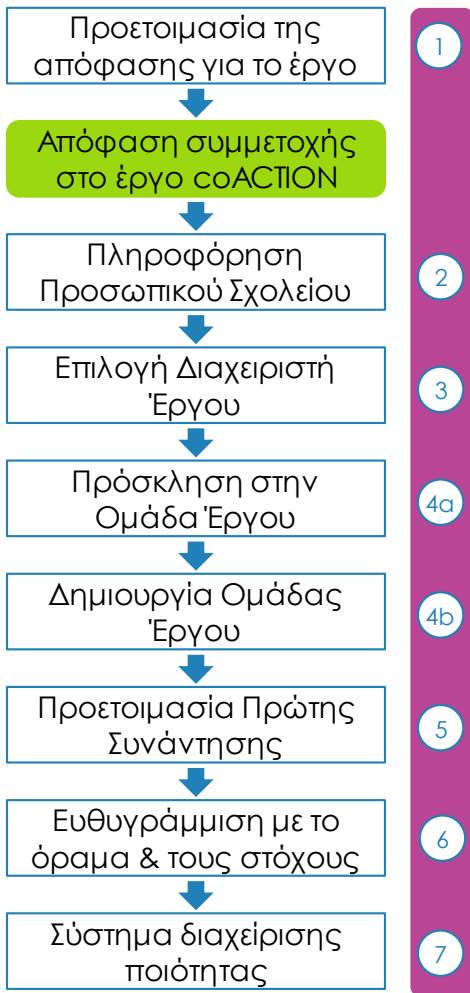 Προετοιμασία της
απόφασης για το έργο
1
Απόφαση συμμετοχής
στο έργο coACTION
Πληροφόρηση
Προσωπικού Σχολείου
2
Επιλογή Διαχειριστή
Έργου
3
Πρόσκληση στην
Ομάδα Έργου
4a
Δημιουργία Ομάδας
Έργου
4b
Προετοιμασία Πρώτης
Συνάντησης
5
Ευθυγράμμιση με το
όραμα & τους στόχους
6
Σύστημα διαχείρισης
ποιότητας
7